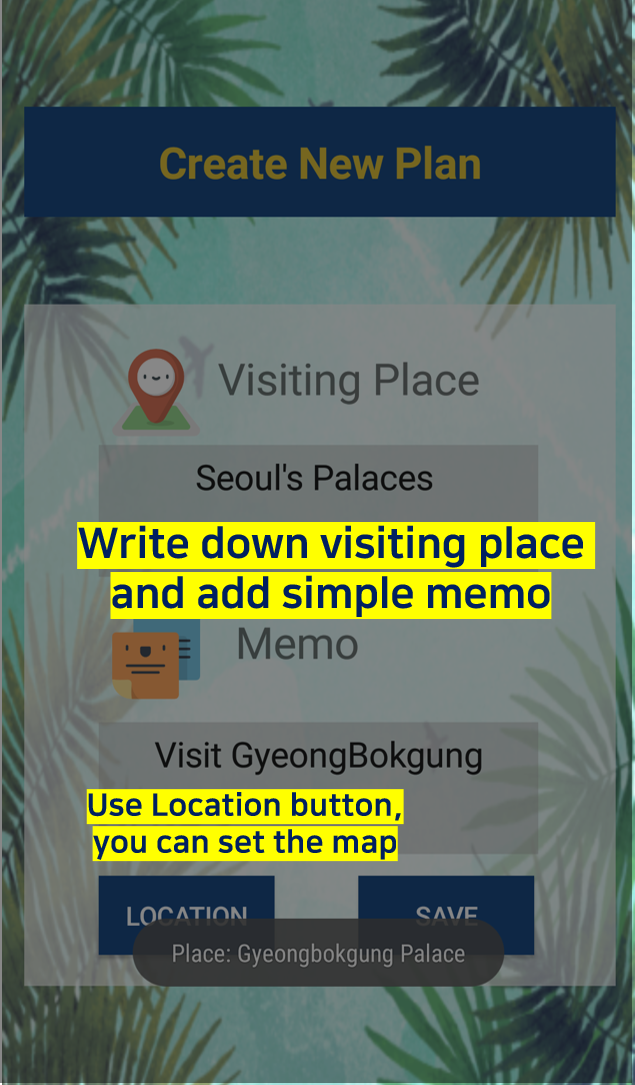 Create New Plan
Visiting Place
Seoul's Palaces
Write down visiting place
and add simple memo
Memo
Visit GyeongBokgung
Use Location button,
you can set the map
LOCATION
SAVE
Place: Gyeongbokgung Palace